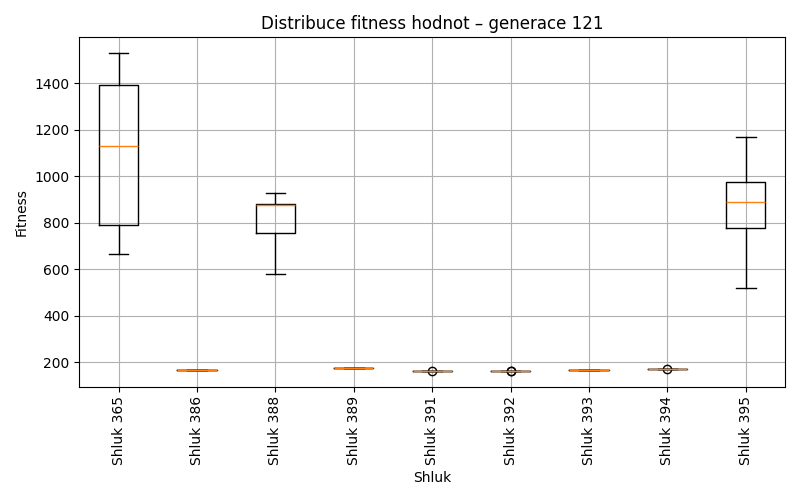 Distribuce fitness hodnot – generace 121
Fitness
1400
1200
1000
800
600
400
200
Shluk 365
Shluk 386
Shluk 388
Shluk 389
Shluk 391
Shluk 392
Shluk 393
Shluk 394
Shluk 395
Shluk